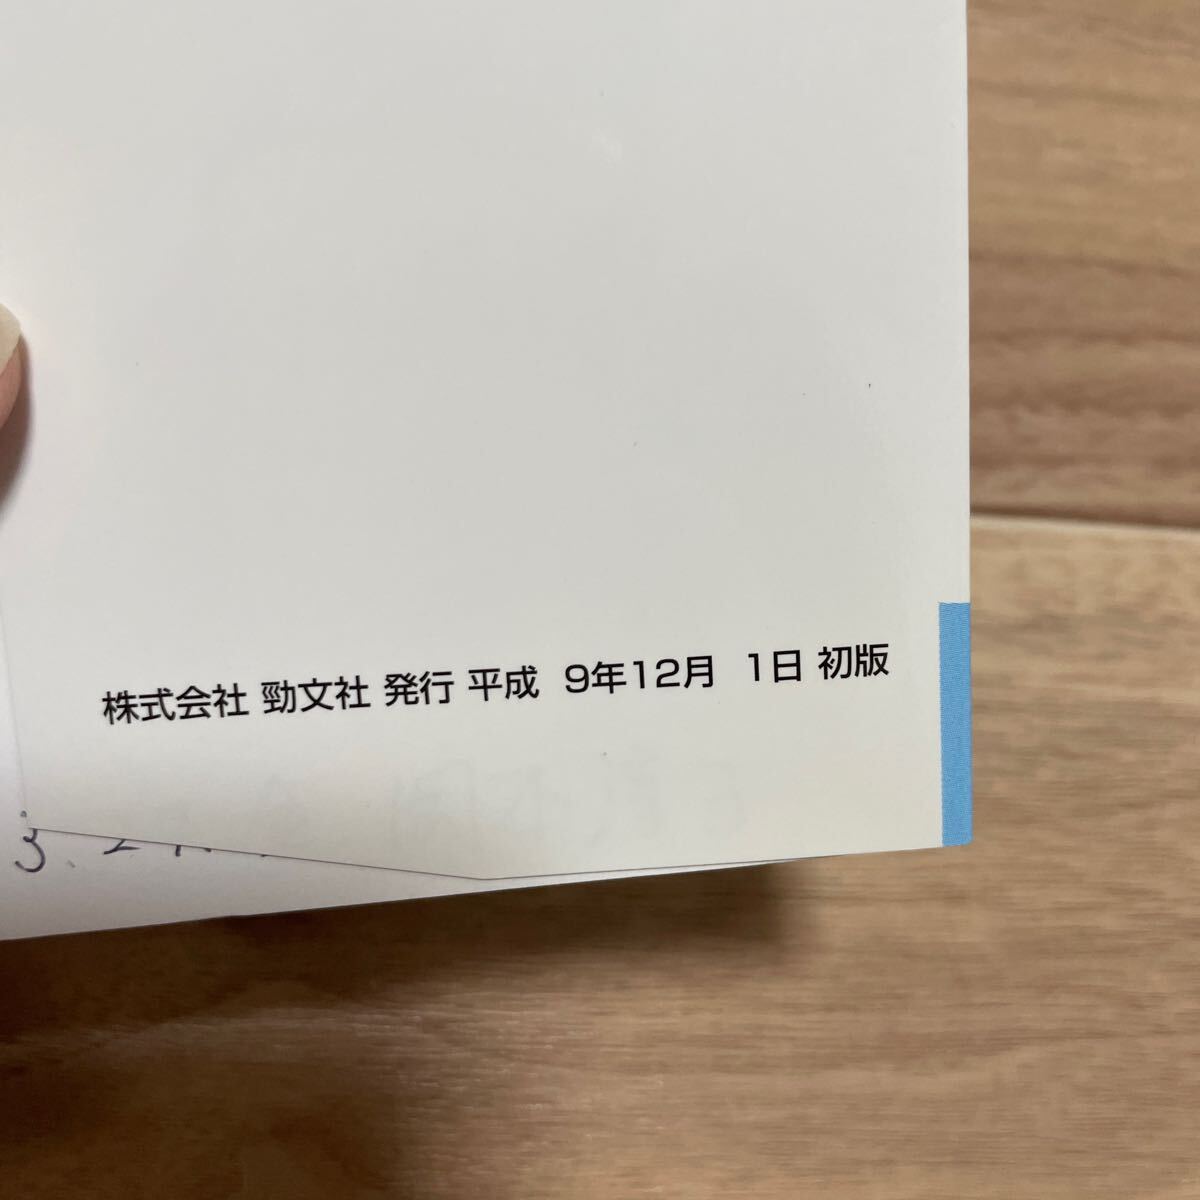 株式会社 勁文社 発行 平成 9年12月 1日 初版
3.